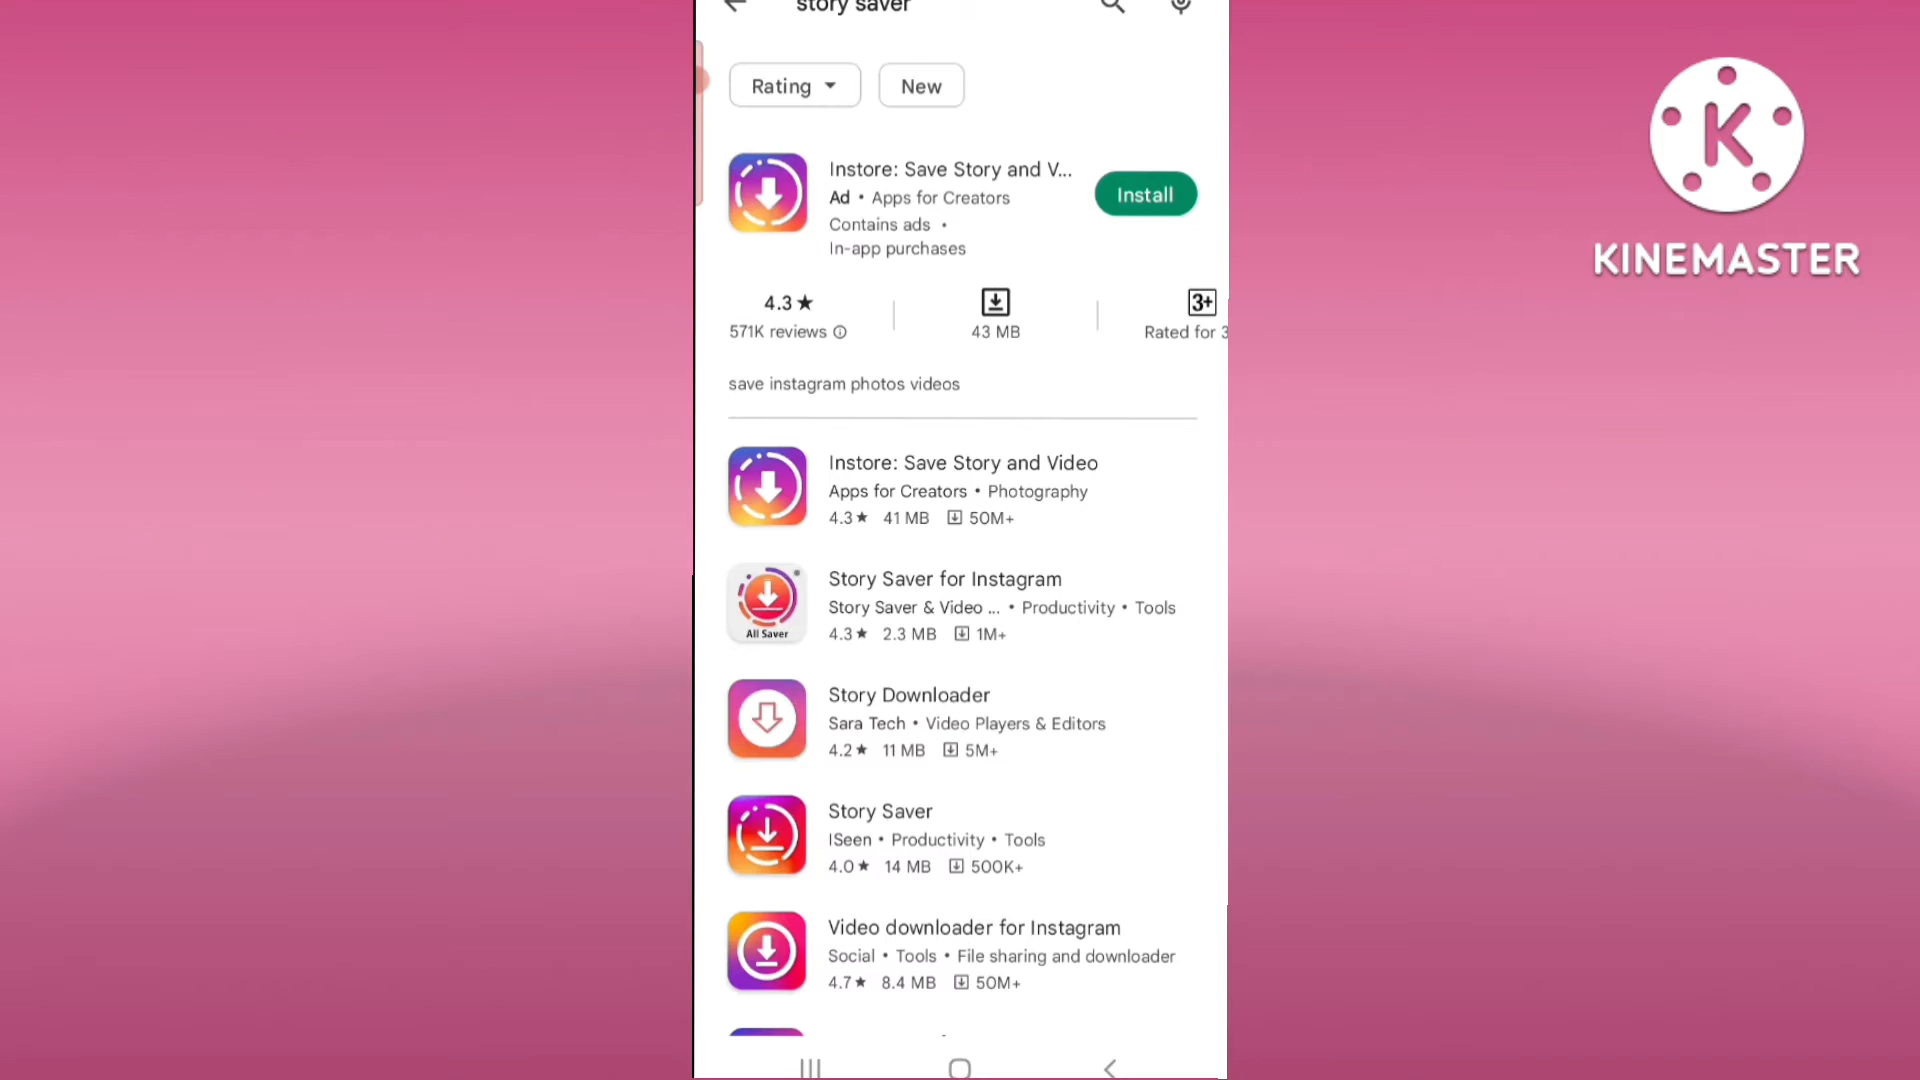 story saver
Rating
New
Instore: Save Story and V...
Ad • Apps for Creators
Install
Contains ads •
In-app purchases
4.3★
3+
571K reviews
43 MB
Rated for 3
save instagram photos videos
Instore: Save Story and Video
Apps for Creators • Photography
4.3★ 41 MB 50M+
Story Saver for Instagram
Story Saver & Video ... • Productivity • Tools
4.3★ 2.3 MB 1M+
All Saver
Story Downloader
Sara Tech • Video Players & Editors
4.2★ 11 MB 5M+
Story Saver
ISeen • Productivity • Tools
4.0★ 14 MB 500K+
Video downloader for Instagram
Social • Tools • File sharing and downloader
4.7★ 8.4 MB 50M+
K
KINEMASTER